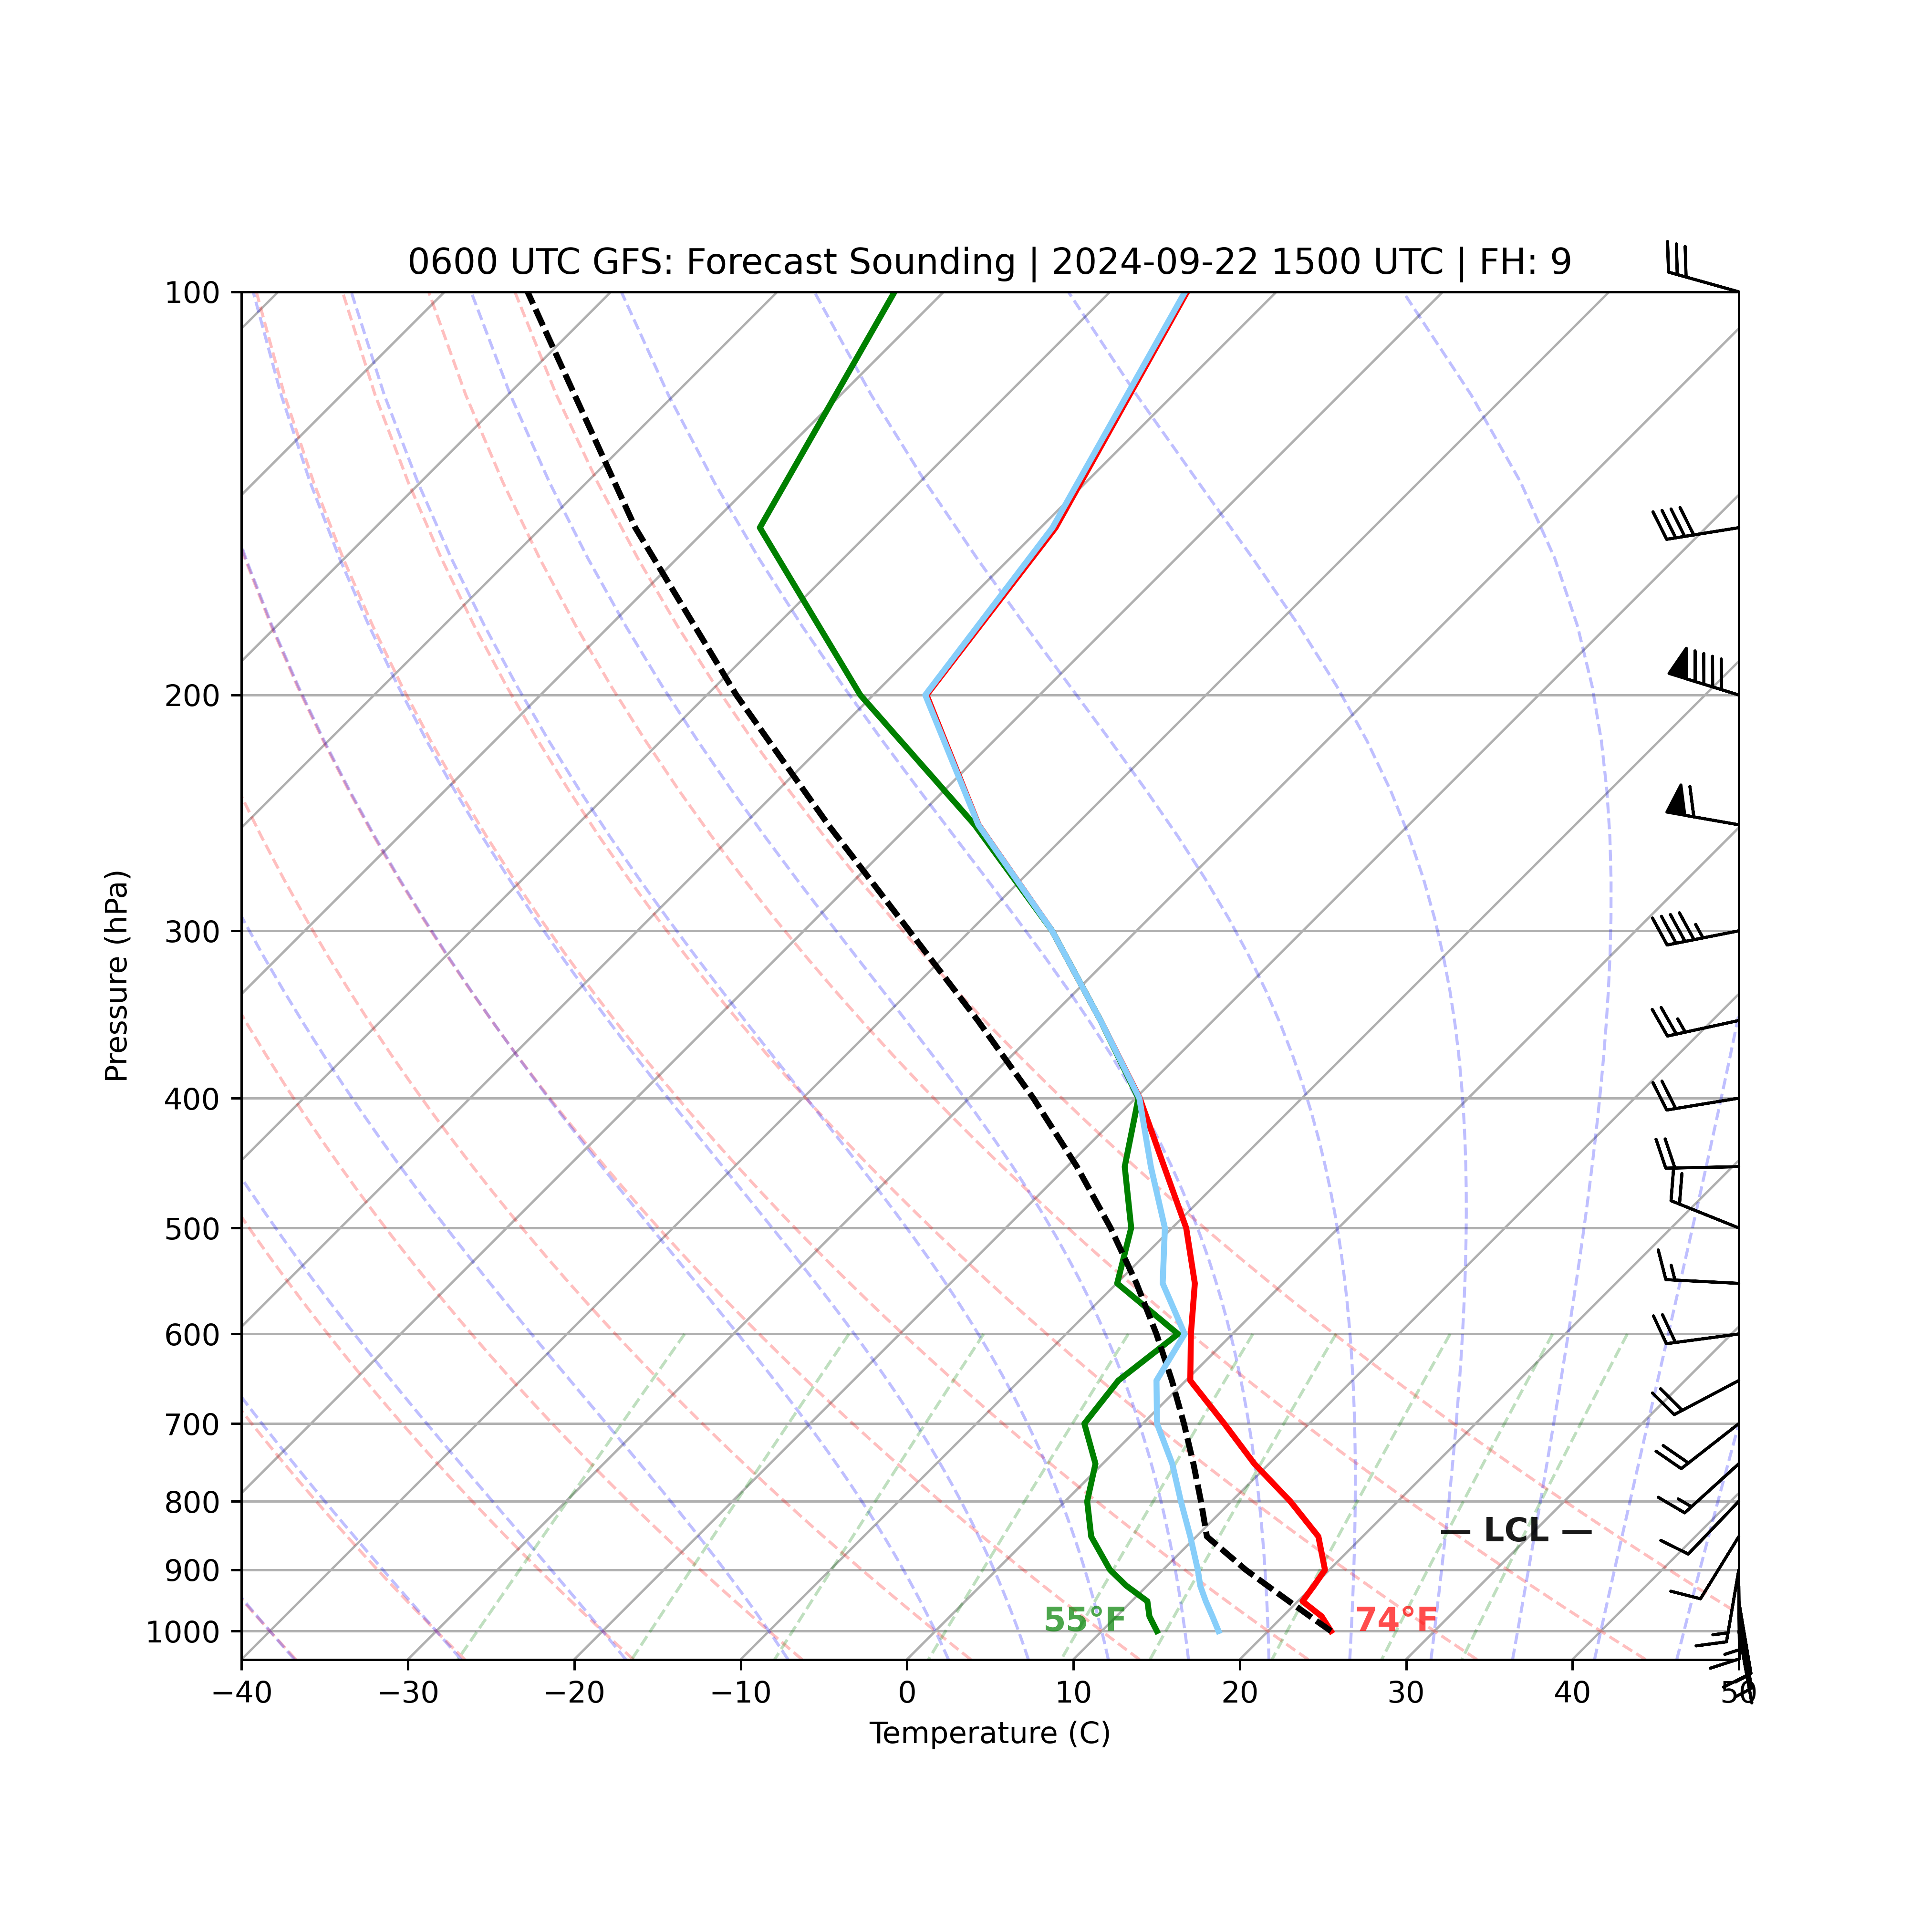 0600 UTC GFS: Forecast Sounding | 2024-09-22 1500 UTC | FH: 9
100
200
300
400
500
600
700
800
900
1000
Pressure (hPa)
— LCL —
55°F
74°F
−40 −30 −20 −10 0 10 20 30 40 50
Temperature (C)